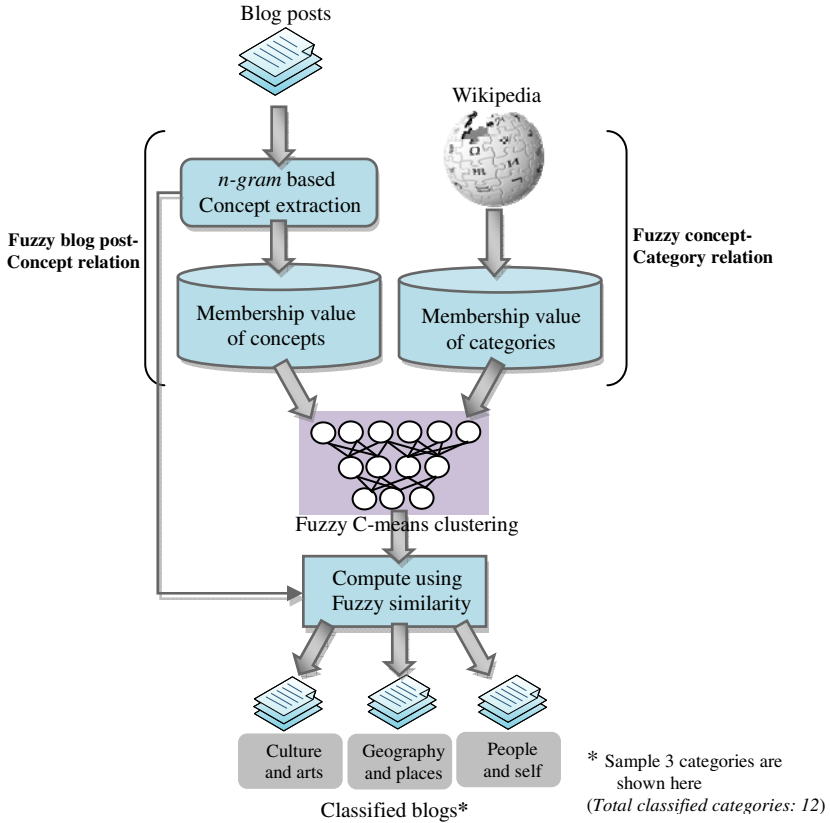 Blog posts
Wikipedia
n-gram based
Concept extraction
Fuzzy blog post-
Concept relation
Fuzzy concept-
Category relation
Membership value
of concepts
Membership value
of categories
Fuzzy C-means clustering
Compute using
Fuzzy similarity
Culture
and arts
Geography
and places
People
and self
Classified blogs*
* Sample 3 categories are
shown here
(Total classified categories: 12)